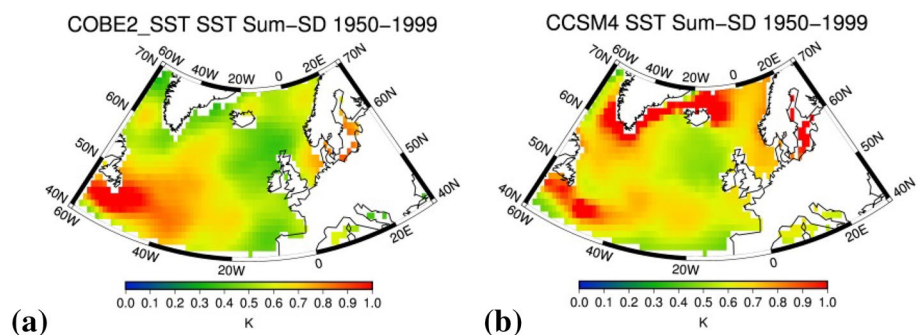 COBE2_SST SST Sum−SD 1950−1999
60W 40W 20W 0 20E
70N 70N
60N 60N
50N 50N
40N 40N
60W 40W 20W 0 20E
0.0 0.1 0.2 0.3 0.4 0.5 0.6 0.7 0.8 0.9 1.0
K
(a)
CCSM4 SST Sum−SD 1950−1999
60W 40W 20W 0 20E
70N 70N
60N 60N
50N 50N
40N 40N
60W 40W 20W 0 20E
0.0 0.1 0.2 0.3 0.4 0.5 0.6 0.7 0.8 0.9 1.0
K
(b)